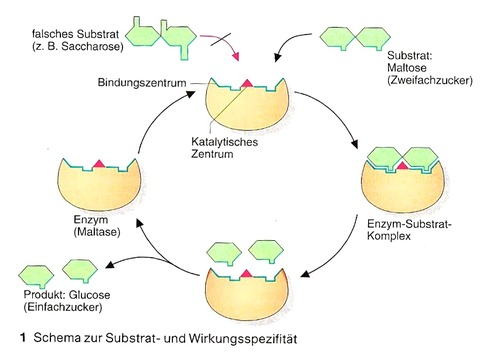 falsches Substrat
(z. B. Saccharose)
Substrat:
Maltose
(Zweifachzucker)
Bindungszentrum
Katalytisches
Zentrum
Enzym
(Maltase)
Enzym-Substrat-
Komplex
Produkt: Glucose
(Einfachzucker)
1 Schema zur Substrat- und Wirkungsspezifität